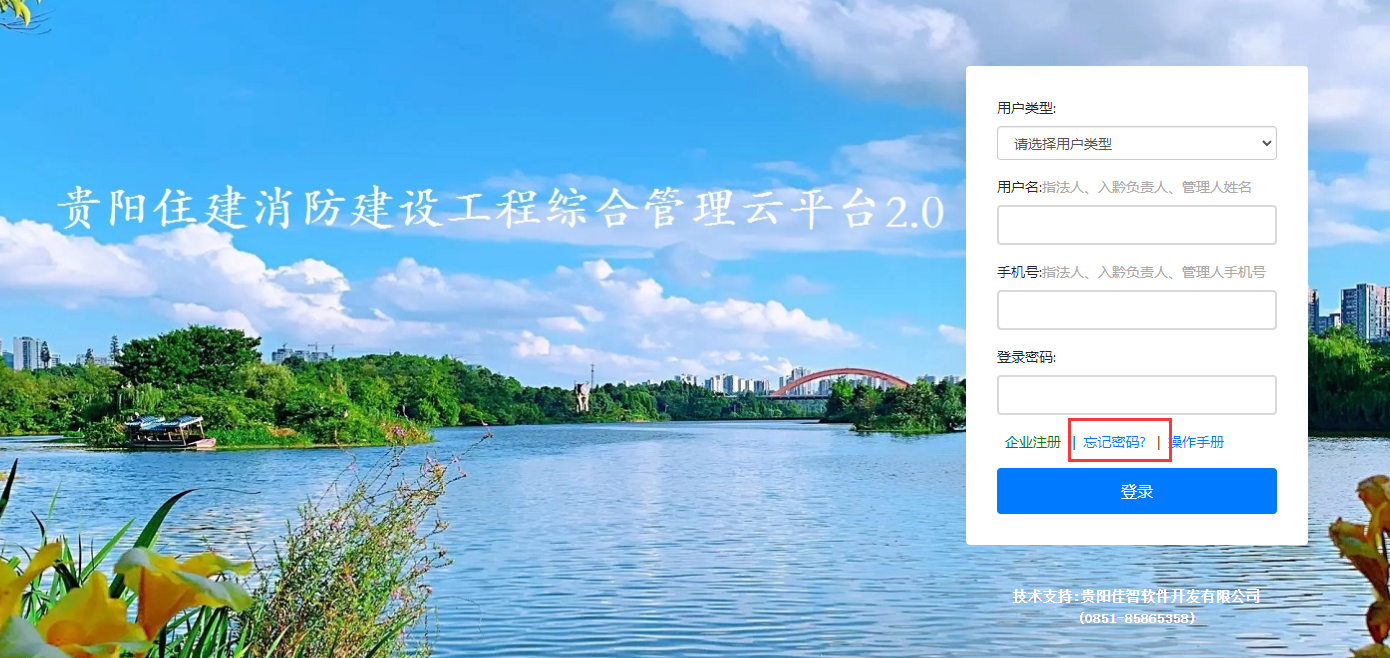 贵阳住建消防建设工程综合管理云平台2.0
用户类型:
请选择用户类型
用户名:指法人、入黔负责人、管理人姓名
手机号:指法人、入黔负责人、管理人手机号
登录密码:
企业注册 | 忘记密码? | 操作手册
登录
技术支持:贵阳佳智软件开发有限公司
(0851-85865358)